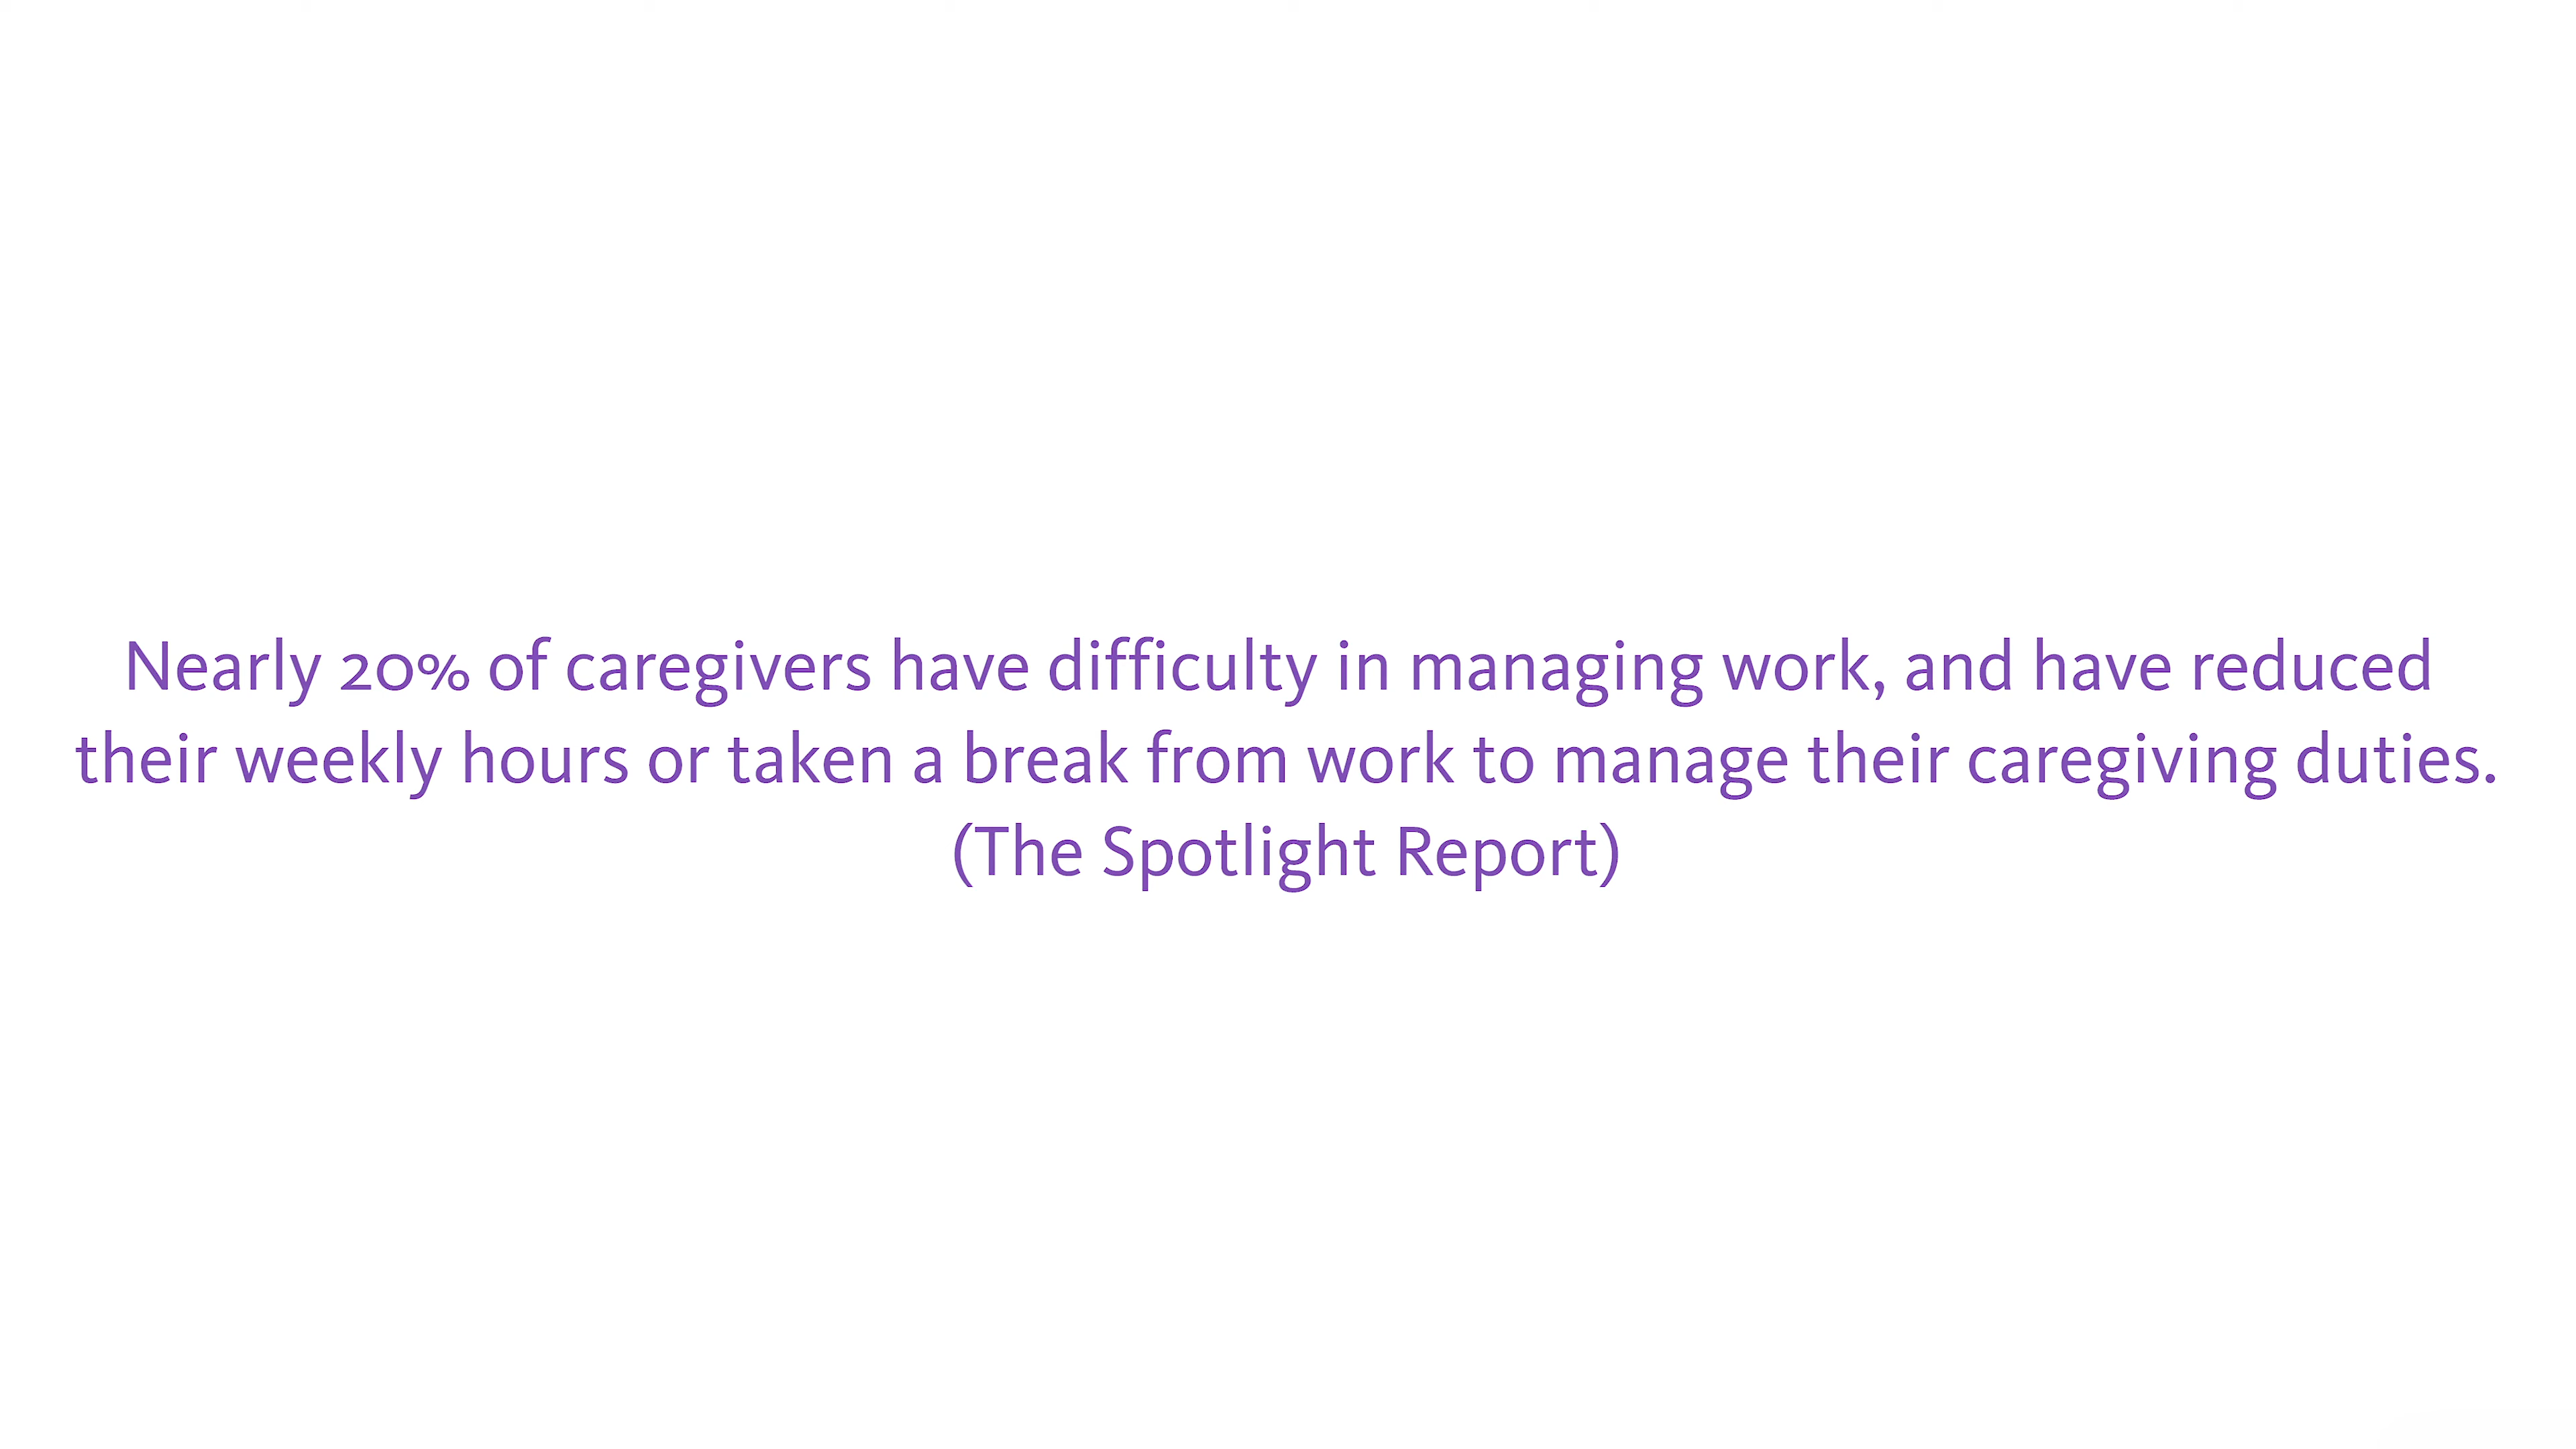 Nearly 20% of caregivers have difficulty in managing work, and have reduced
their weekly hours or taken a break from work to manage their caregiving duties.
(The Spotlight Report)